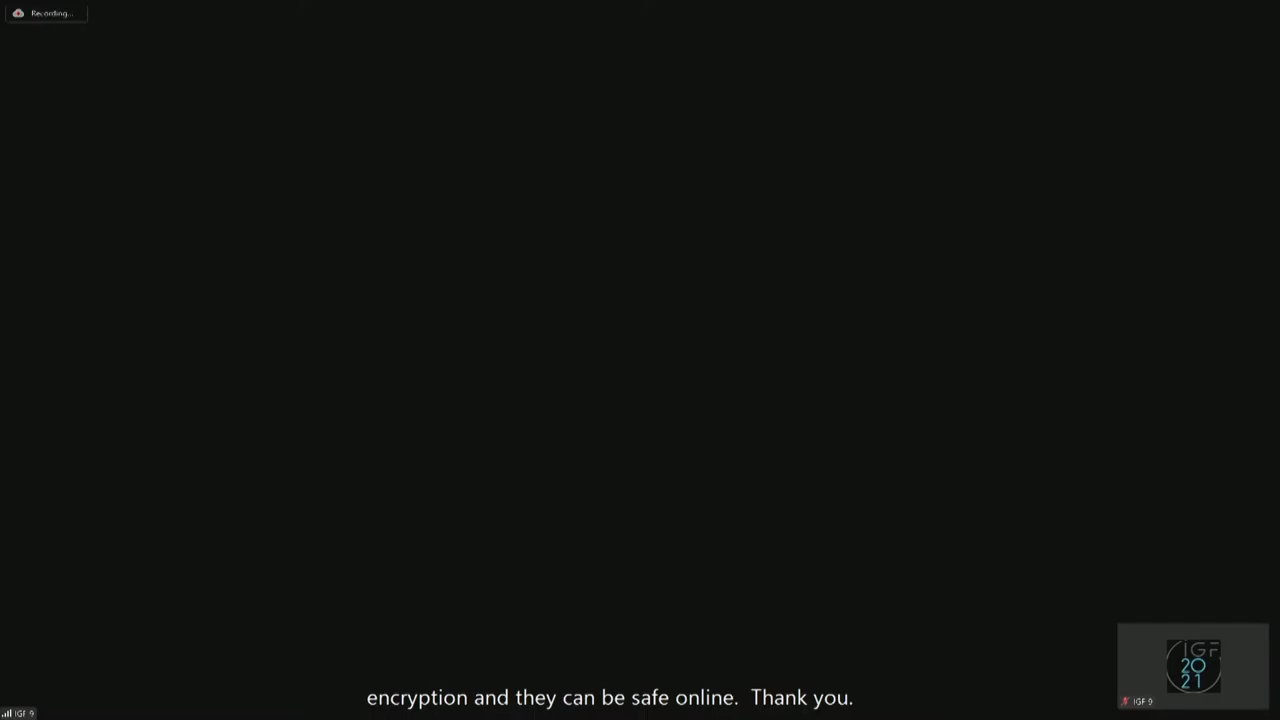 Recording...
encryption and they can be safe online.  Thank you.
IGF
20
21
IGF 9
IGF 9